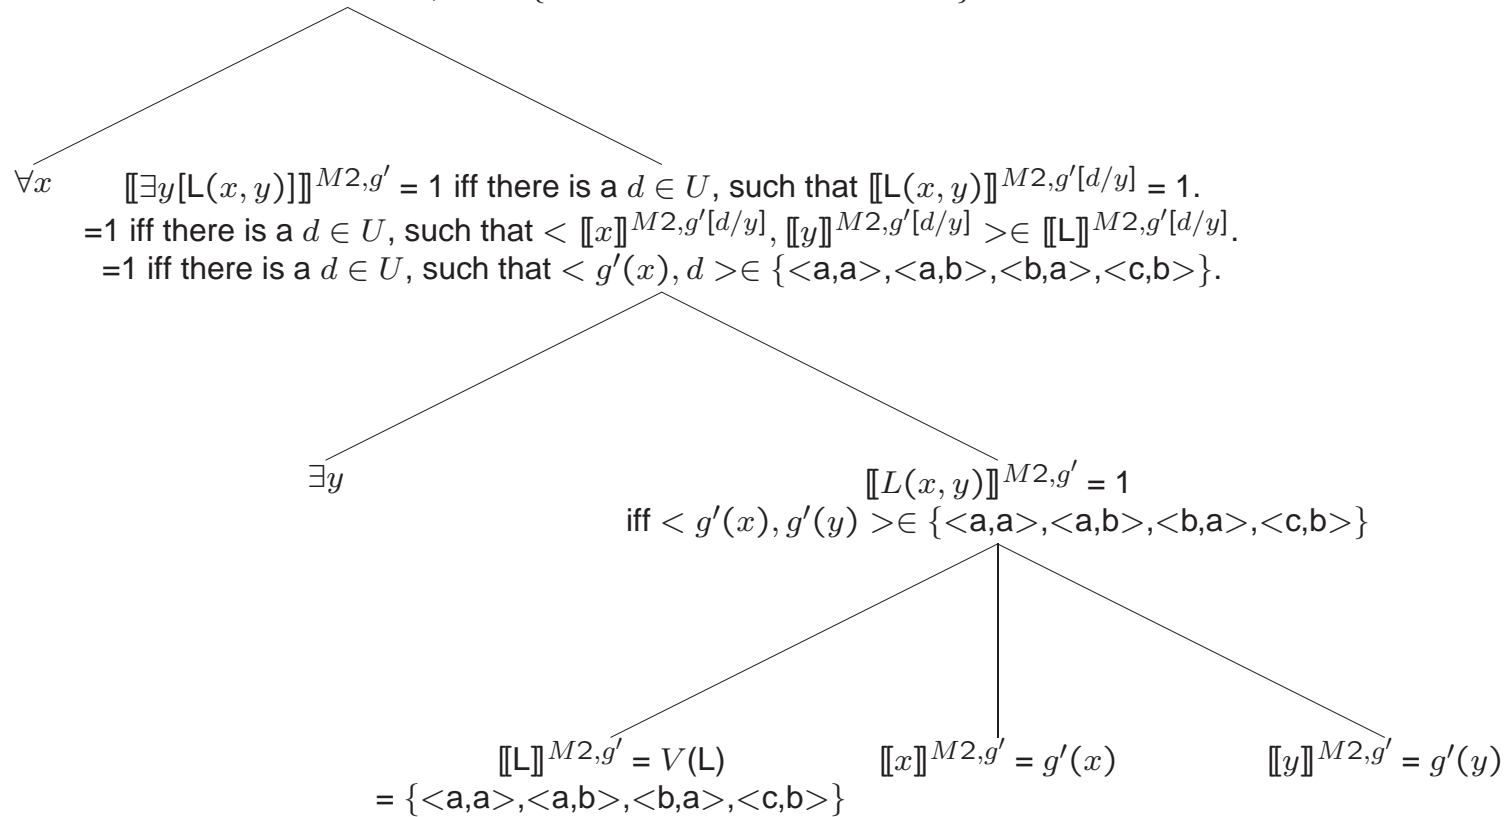 ∀x
[[∃y[L(x, y)]]]^{M2,g′} = 1 iff there is a d ∈ U, such that [[L(x, y)]]^{M2,g′[d/y]} = 1.
=1 iff there is a d ∈ U, such that < [[x]]^{M2,g′[d/y]}, [[y]]^{M2,g′[d/y]} >∈ [[L]]^{M2,g′[d/y]}.
=1 iff there is a d ∈ U, such that < g′(x), d >∈ {<a,a>,<a,b>,<b,a>,<c,b>}.
∃y
[[L(x, y)]]^{M2,g′} = 1
iff < g′(x), g′(y) >∈ {<a,a>,<a,b>,<b,a>,<c,b>}
[[L]]^{M2,g′} = V(L)
= {<a,a>,<a,b>,<b,a>,<c,b>}
[[x]]^{M2,g′} = g′(x)
[[y]]^{M2,g′} = g′(y)